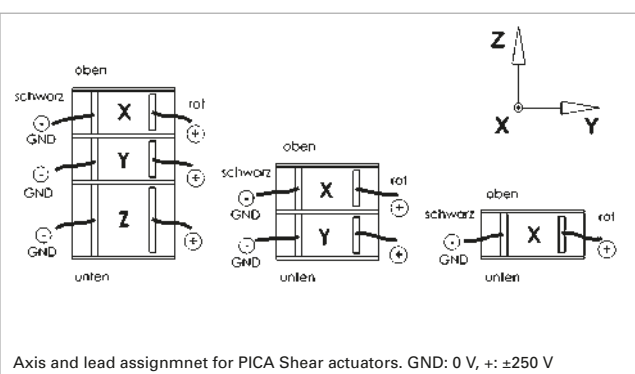 oben
schwarz
rot
X
GND
Y
GND
Z
GND
unten
oben
schwarz
rot
X
GND
Y
GND
unten
Z
X
Y
oben
schwarz
rot
X
GND
unten
Axis and lead assignmnet for PICA Shear actuators. GND: 0 V, +: ±250 V